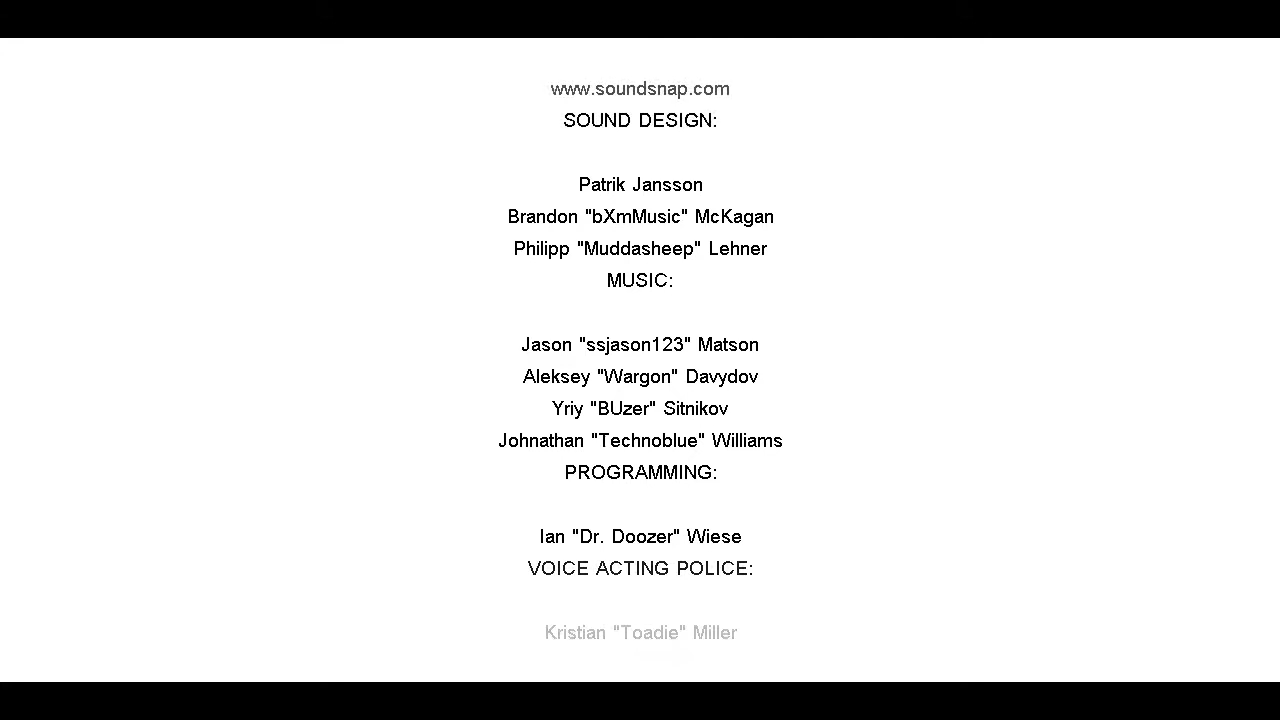 www.soundsnap.com
SOUND DESIGN:
Patrik Jansson
Brandon "bXmMusic" McKagan
Philipp "Muddasheep" Lehner
MUSIC:
Jason "ssjason123" Matson
Aleksey "Wargon" Davydov
Yriy "BUzer" Sitnikov
Johnathan "Technoblue" Williams
PROGRAMMING:
Ian "Dr. Doozer" Wiese
VOICE ACTING POLICE:
Kristian "Toadie" Miller